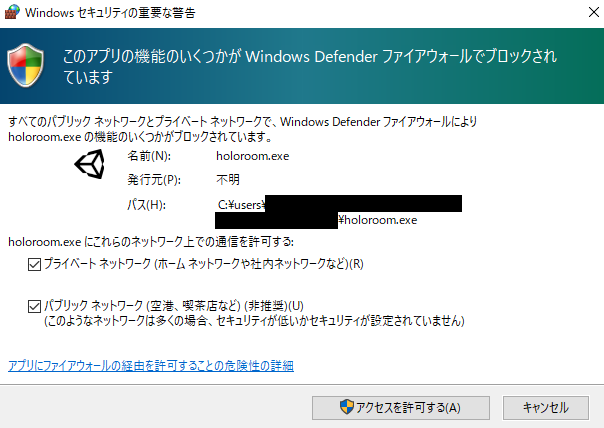 Windows セキュリティの重要な警告
このアプリの機能のいくつかが Windows Defender ファイアウォールでブロックされ
ています
すべてのパブリック ネットワークとプライベート ネットワークで、Windows Defender ファイアウォールにより
holoroom.exe の機能のいくつかがブロックされています。
名前(N): holoroom.exe
発行元(P): 不明
パス(H): C:¥users¥
¥holoroom.exe
holoroom.exe にこれらのネットワーク上での通信を許可する:
プライベート ネットワーク (ホーム ネットワークや社内ネットワークなど)(R)
パブリック ネットワーク (空港、喫茶店など) (非推奨)(U)
(このようなネットワークは多くの場合、セキュリティが低いかセキュリティが設定されていません)
アプリにファイアウォールの経由を許可することの危険性の詳細
アクセスを許可する(A)
キャンセル